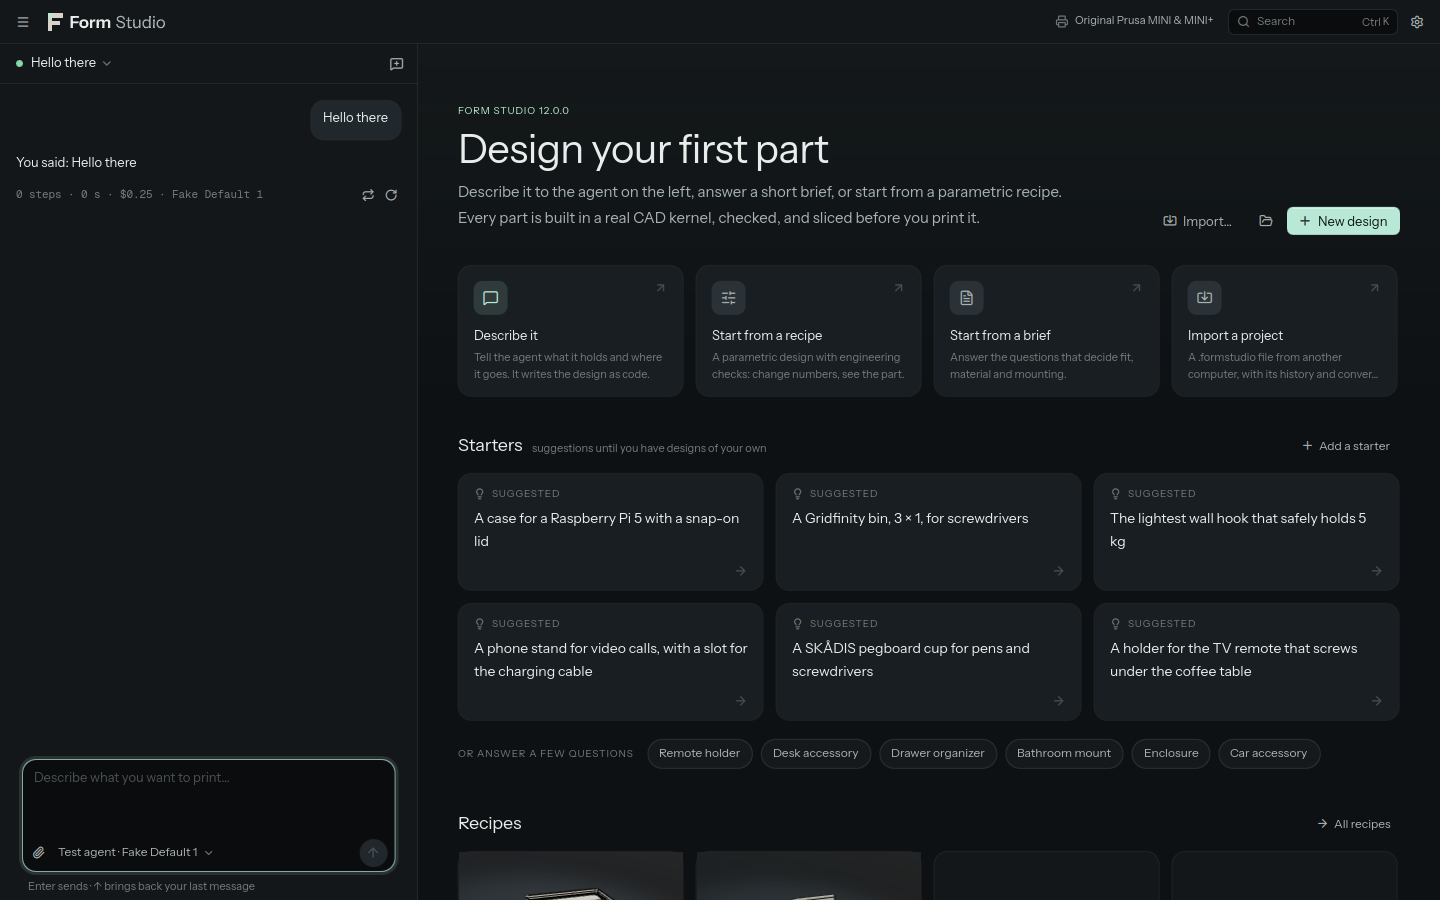 Form Studio
Original Prusa MINI & MINI+
Search
Ctrl K
Hello there
Hello there
You said: Hello there
0 steps · 0 s · $0.25 · Fake Default 1
Describe what you want to print...
Test agent · Fake Default 1
Enter sends · ↑ brings back your last message
FORM STUDIO 12.0.0
Design your first part
Describe it to the agent on the left, answer a short brief, or start from a parametric recipe.
Every part is built in a real CAD kernel, checked, and sliced before you print it.
Import...
New design
Describe it
Tell the agent what it holds and where
it goes. It writes the design as code.
Start from a recipe
A parametric design with engineering
checks: change numbers, see the part.
Start from a brief
Answer the questions that decide fit,
material and mounting.
Import a project
A .formstudio file from another
computer, with its history and conver...
Starters
suggestions until you have designs of your own
Add a starter
SUGGESTED
A case for a Raspberry Pi 5 with a snap-on
lid
SUGGESTED
A Gridfinity bin, 3 × 1, for screwdrivers
SUGGESTED
The lightest wall hook that safely holds 5
kg
SUGGESTED
A phone stand for video calls, with a slot for
the charging cable
SUGGESTED
A SKÅDIS pegboard cup for pens and
screwdrivers
SUGGESTED
A holder for the TV remote that screws
under the coffee table
OR ANSWER A FEW QUESTIONS
Remote holder
Desk accessory
Drawer organizer
Bathroom mount
Enclosure
Car accessory
Recipes
All recipes